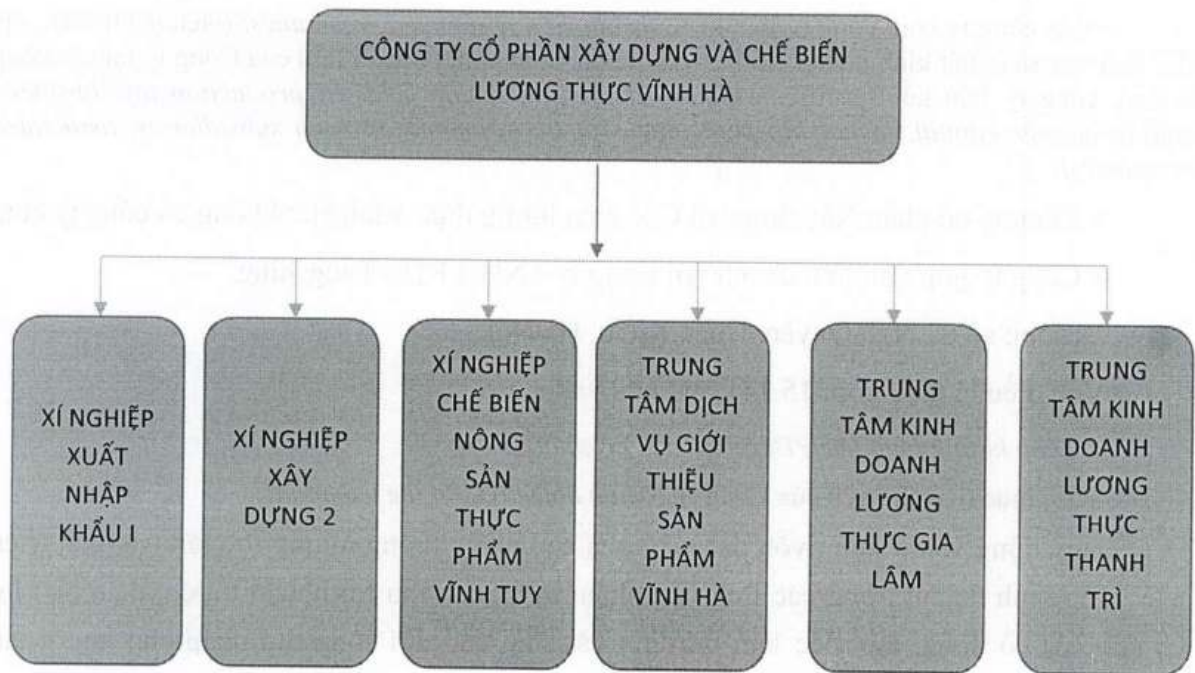 CÔNG TY CỔ PHẦN XÂY DỰNG VÀ CHẾ BIẾN
LƯƠNG THỰC VĨNH HÀ
XÍ NGHIỆP
XUẤT
NHẬP
KHẨU I
XÍ NGHIỆP
XÂY
DỰNG 2
XÍ NGHIỆP
CHẾ BIẾN
NÔNG
SẢN
THỰC
PHẨM
VĨNH TUY
TRUNG
TÂM DỊCH
VỤ GIỚI
THIỆU
SẢN
PHẨM
VĨNH HÀ
TRUNG
TÂM KINH
DOANH
LƯƠNG
THỰC GIA
LÂM
TRUNG
TÂM KINH
DOANH
LƯƠNG
THỰC
THANH
TRÌ